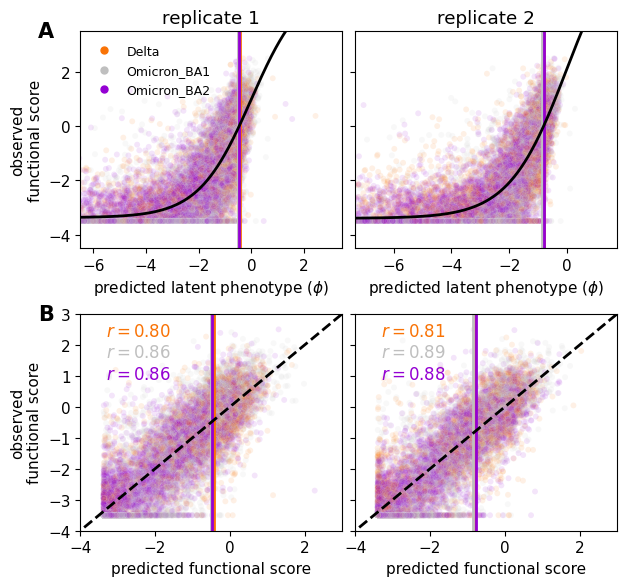 replicate 1
replicate 2
A
Delta
Omicron_BA1
Omicron_BA2
observed
functional score
2
0
−2
−4
−6
−4
−2
0
2
−6
−4
−2
0
predicted latent phenotype (ϕ)
predicted latent phenotype (ϕ)
B
r = 0.80
r = 0.86
r = 0.86
r = 0.81
r = 0.89
r = 0.88
observed
functional score
3
2
1
0
−1
−2
−3
−4
−4
−2
0
2
−4
−2
0
2
predicted functional score
predicted functional score